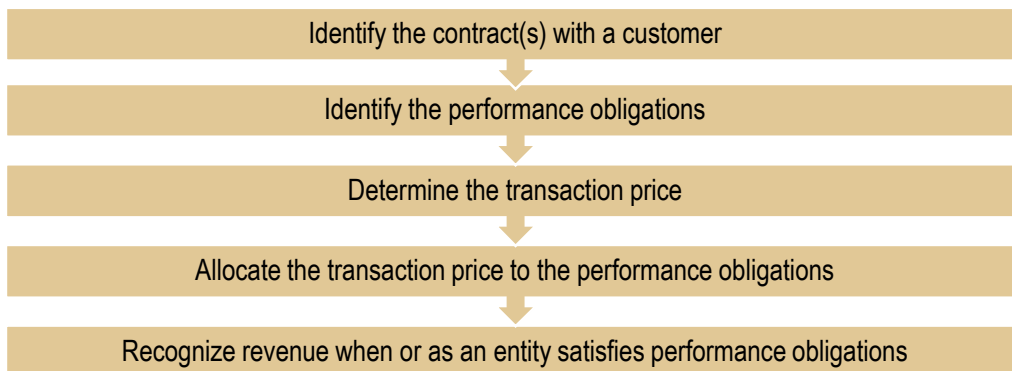 Identify the contract(s) with a customer
Identify the performance obligations
Determine the transaction price
Allocate the transaction price to the performance obligations
Recognize revenue when or as an entity satisfies performance obligations